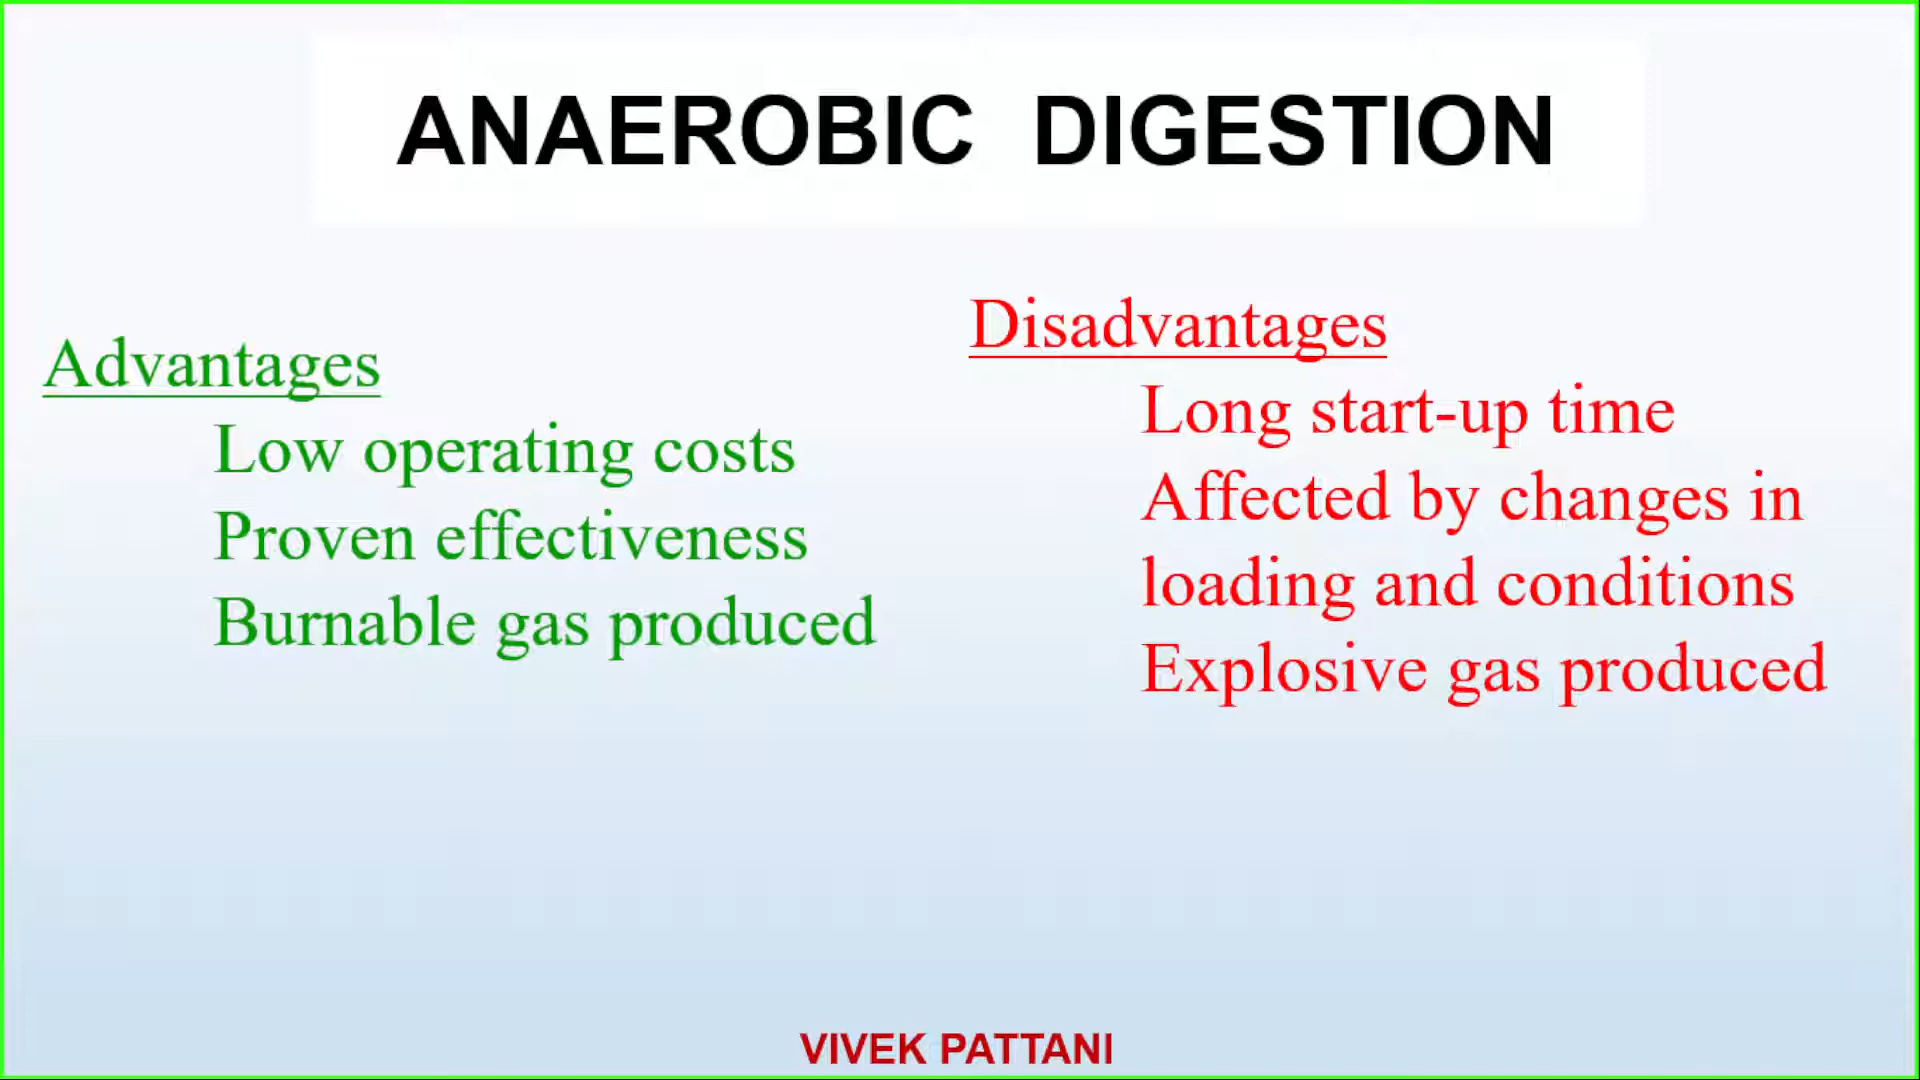 ANAEROBIC DIGESTION
Advantages
Low operating costs
Proven effectiveness
Burnable gas produced
Disadvantages
Long start-up time
Affected by changes in
loading and conditions
Explosive gas produced
VIVEK PATTANI